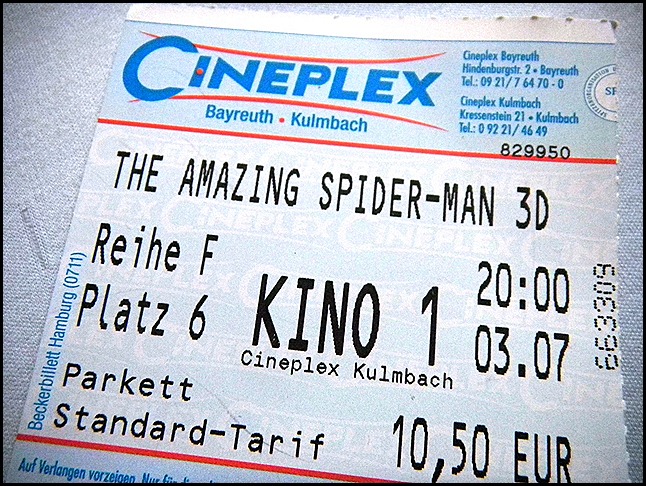 CINEPLEX
Bayreuth • Kulmbach
Cineplex Bayreuth
Hindenburgstr. 2 • Bayreuth
Tel.: 09 21/ 7 64 70 - 0
Cineplex Kulmbach
Kressenstein 21 • Kulmbach
Tel.: 0 92 21/ 46 49
829950
THE AMAZING SPIDER-MAN 3D
Reihe F
Platz 6
KINO 1
Cineplex Kulmbach
20:00
03.07
663309
Parkett
Standard-Tarif
10,50 EUR
Beckerbillett Hamburg (0711)
Auf Verlangen vorzeigen. Nur für